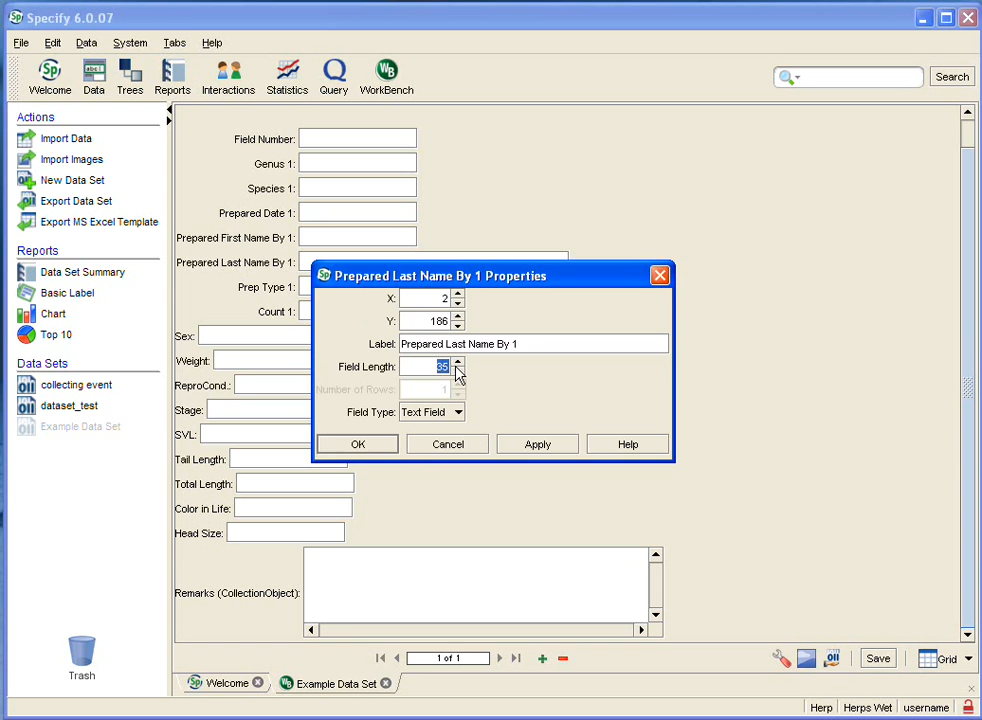 Specify 6.0.07
File Edit Data System Tabs Help
Welcome Data Trees Reports Interactions Statistics Query WorkBench Search
Actions
Import Data
Import Images
New Data Set
Export Data Set
Export MS Excel Template
Reports
Data Set Summary
Basic Label
Chart
Top 10
Data Sets
collecting event
dataset_test
Example Data Set
Trash
Field Number:
Genus 1:
Species 1:
Prepared Date 1:
Prepared First Name By 1:
Prepared Last Name By 1:
Prep Type 1:
Count 1:
Sex:
Weight:
ReproCond.:
Stage:
SVL:
Tail Length:
Total Length:
Color in Life:
Head Size:
Remarks (CollectionObject):
Prepared Last Name By 1 Properties
X: 2
Y: 186
Label: Prepared Last Name By 1
Field Length: 35
Number of Rows: 1
Field Type: Text Field
OK Cancel Apply Help
1 of 1 Save Grid
Welcome Example Data Set
Herp Herps Wet username